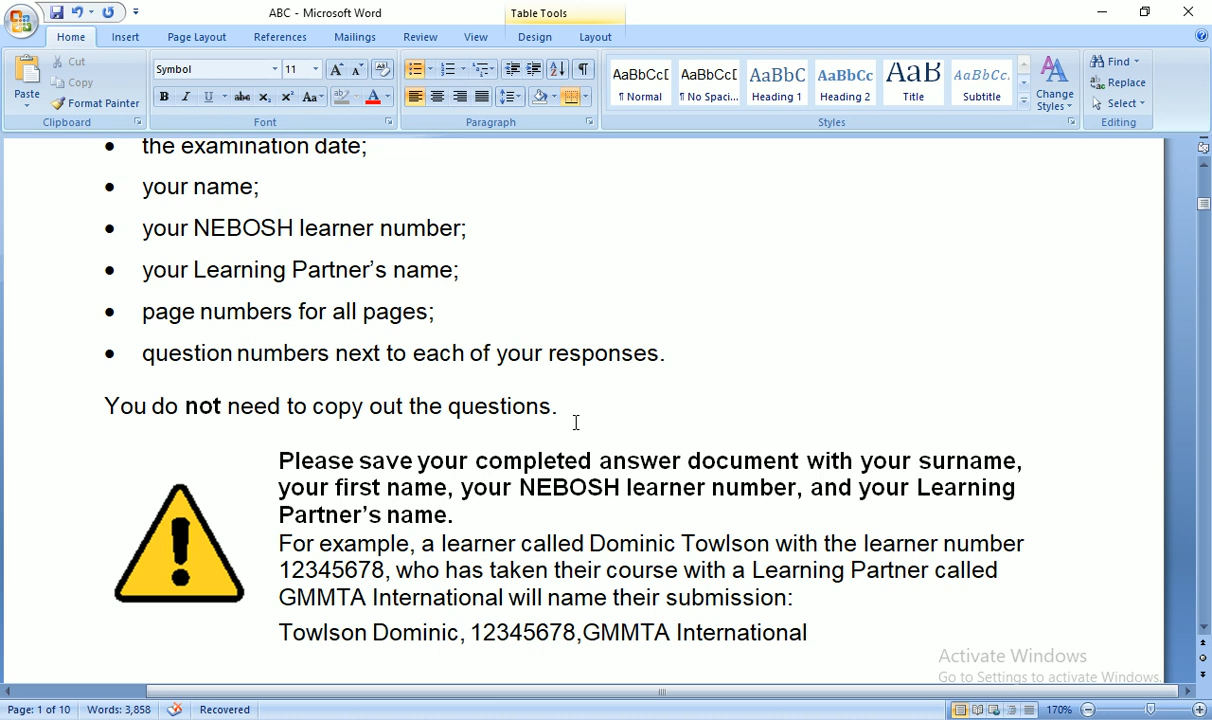 ABC - Microsoft Word
Table Tools
Home
Insert
Page Layout
References
Mailings
Review
View
Design
Layout
Paste
Cut
Copy
Format Painter
Clipboard
Symbol
11
Font
Paragraph
AaBbCcI
¶ Normal
AaBbCcI
¶ No Spaci...
AaBbC
Heading 1
AaBbCc
Heading 2
AaB
Title
AaBbCc.
Subtitle
Change
Styles
Styles
Find
Replace
Select
Editing
• the examination date;
• your name;
• your NEBOSH learner number;
• your Learning Partner’s name;
• page numbers for all pages;
• question numbers next to each of your responses.
You do not need to copy out the questions.
Please save your completed answer document with your surname,
your first name, your NEBOSH learner number, and your Learning
Partner’s name.
For example, a learner called Dominic Towlson with the learner number
12345678, who has taken their course with a Learning Partner called
GMMTA International will name their submission:
Towlson Dominic, 12345678,GMMTA International
Activate Windows
Go to Settings to activate Windows.
Page: 1 of 10
Words: 3,858
Recovered
170%